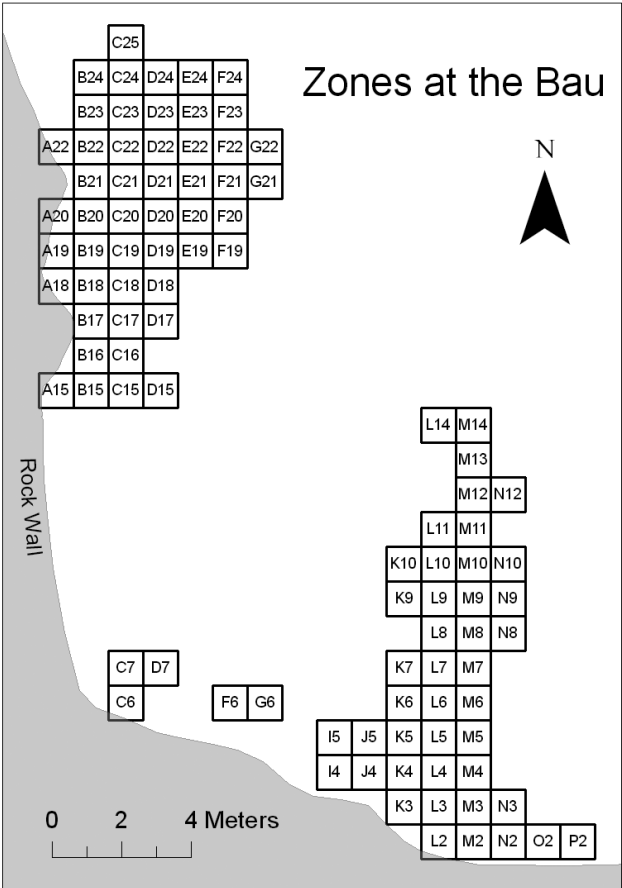 Zones at the Bau
N
C25
B24 C24 D24 E24 F24
B23 C23 D23 E23 F23
A22 B22 C22 D22 E22 F22 G22
B21 C21 D21 E21 F21 G21
A20 B20 C20 D20 E20 F20
A19 B19 C19 D19 E19 F19
A18 B18 C18 D18
B17 C17 D17
B16 C16
A15 B15 C15 D15
Rock Wall
L14 M14
M13
M12 N12
L11 M11
K10 L10 M10 N10
K9 L9 M9 N9
L8 M8 N8
C7 D7 K7 L7 M7
C6 F6 G6 K6 L6 M6
I5 J5 K5 L5 M5
I4 J4 K4 L4 M4
K3 L3 M3 N3
L2 M2 N2 O2 P2
0 2 4 Meters